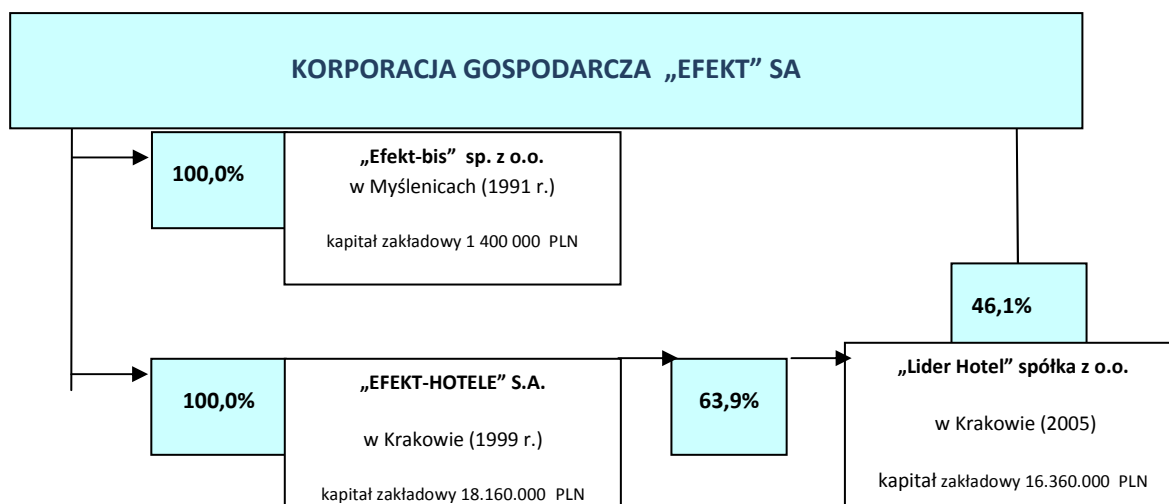 KORPORACJA GOSPODARCZA „EFEKT” SA
100,0%
„Efekt-bis” sp. z o.o.
w Myślenicach (1991 r.)
kapitał zakładowy 1 400 000 PLN
46,1%
100,0%
„EFEKT-HOTELE” S.A.
w Krakowie (1999 r.)
kapitał zakładowy 18.160.000 PLN
63,9%
„Lider Hotel” spółka z o.o.
w Krakowie (2005)
kapitał zakładowy 16.360.000 PLN